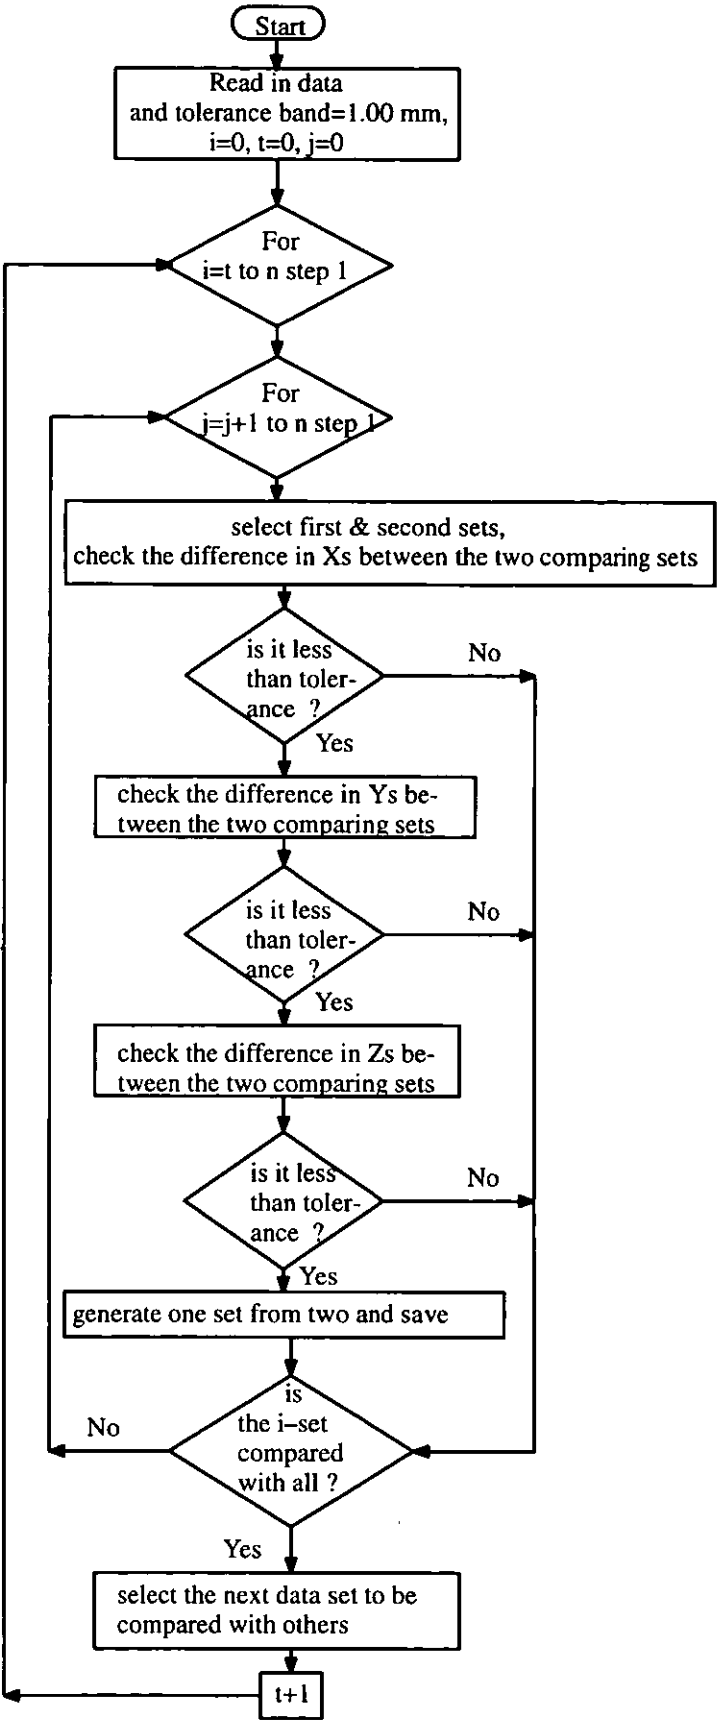 Start
Read in data
and tolerance band=1.00 mm,
i=0, t=0, j=0
For
i=t to n step 1
For
j=j+1 to n step 1
select first & second sets,
check the difference in Xs between the two comparing sets
is it less
than toler-
ance ?
No
Yes
check the difference in Ys be-
tween the two comparing sets
is it less
than toler-
ance ?
No
Yes
check the difference in Zs be-
tween the two comparing sets
is it less
than toler-
ance ?
No
Yes
generate one set from two and save
is
the i–set
compared
with all ?
No
Yes
select the next data set to be
compared with others
t+1